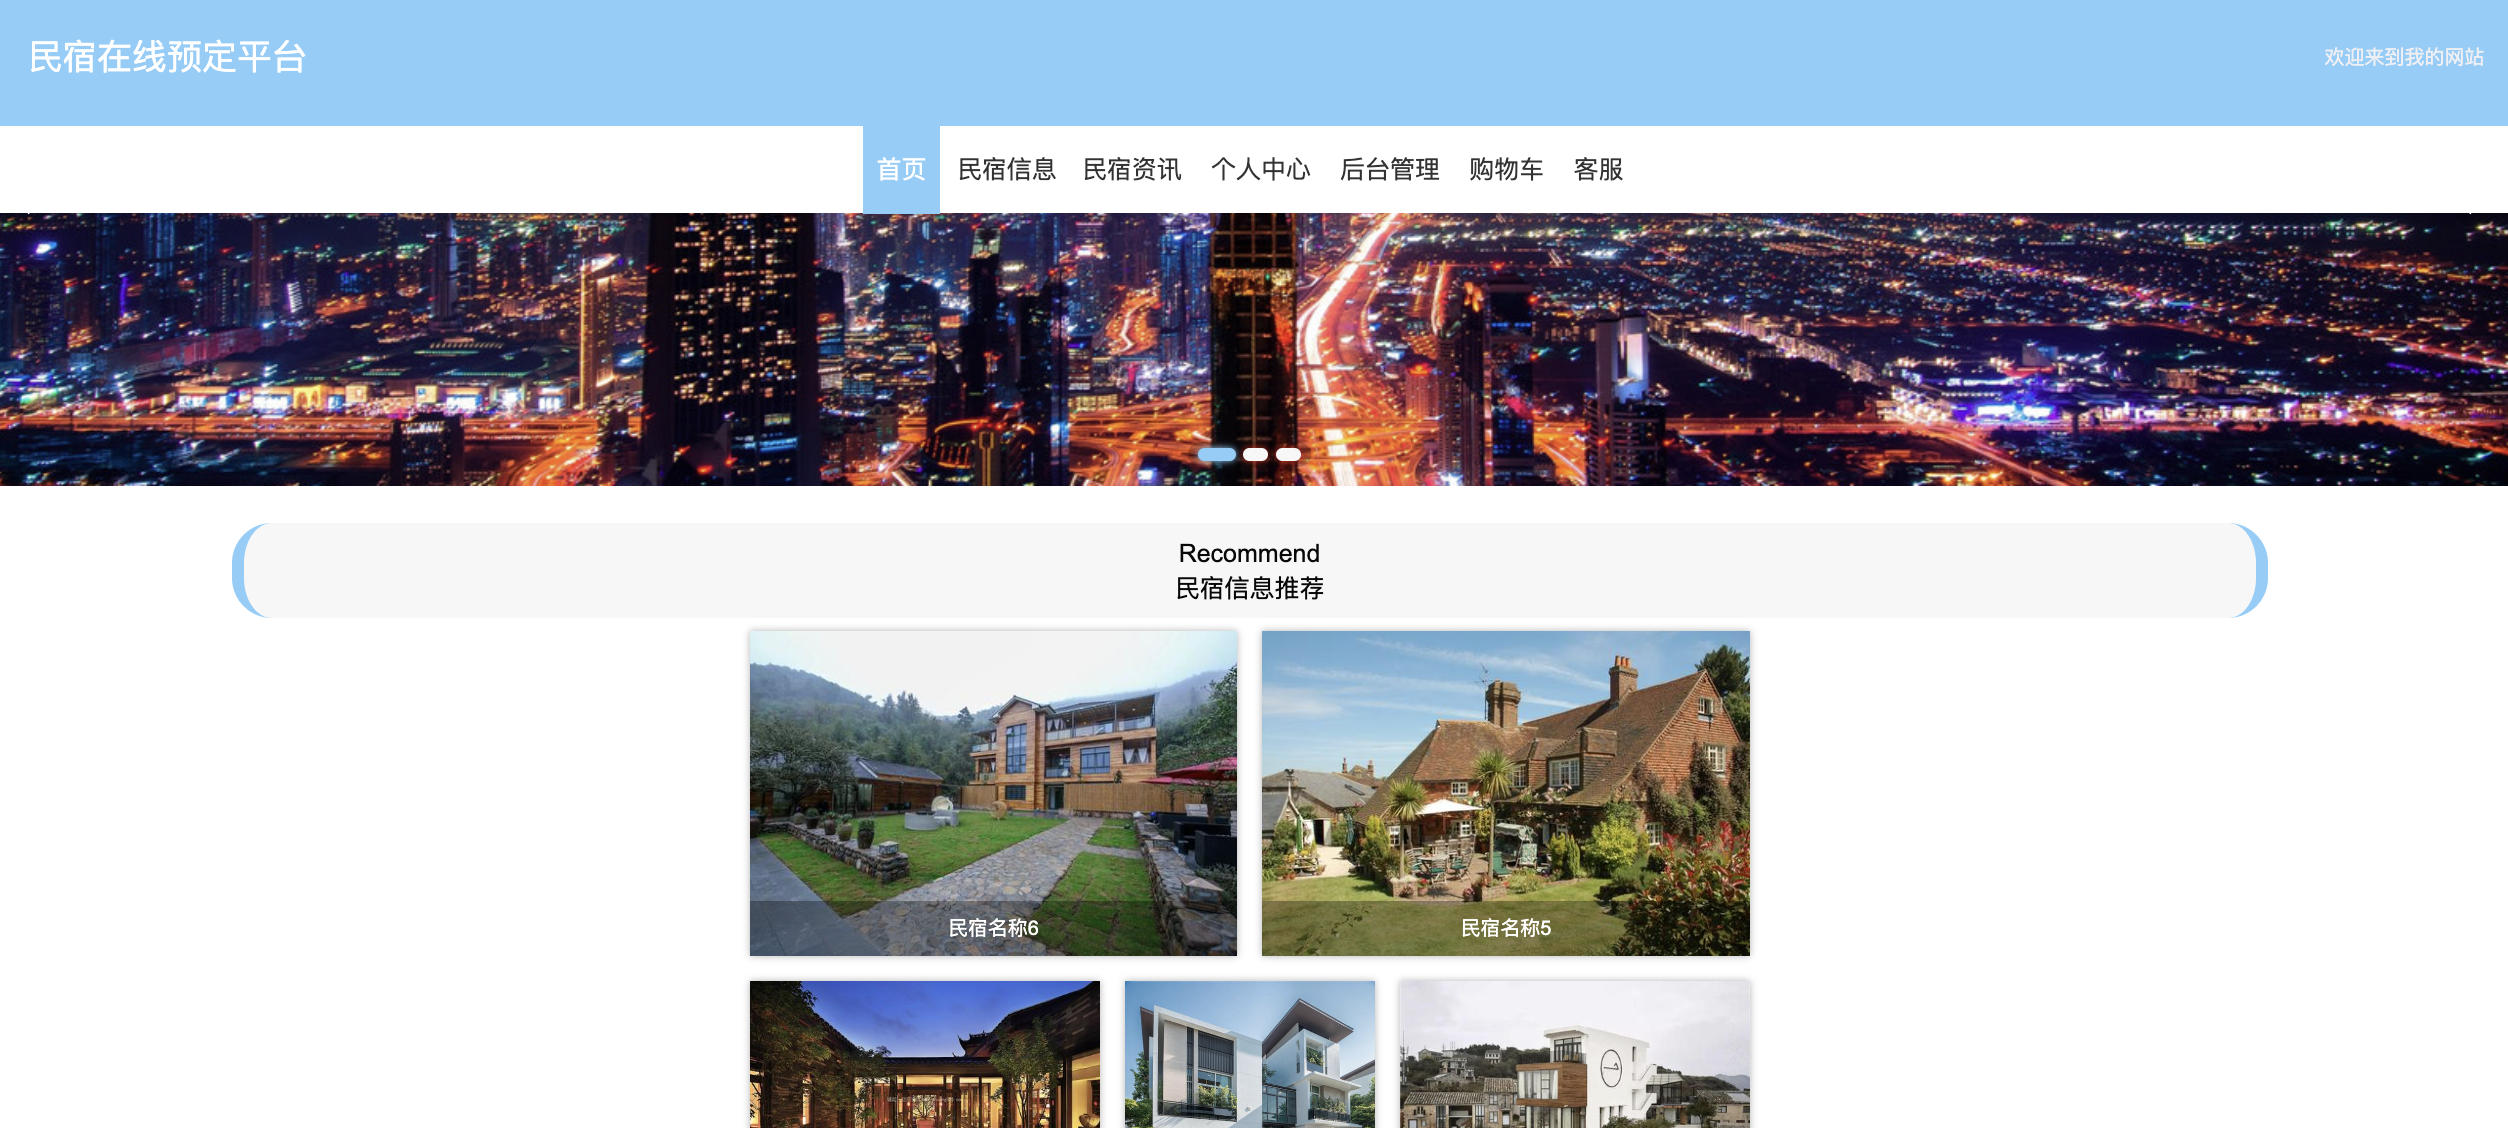 民宿在线预定平台
欢迎来到我的网站
首页 民宿信息 民宿资讯 个人中心 后台管理 购物车 客服
Recommend
民宿信息推荐
民宿名称6
民宿名称5